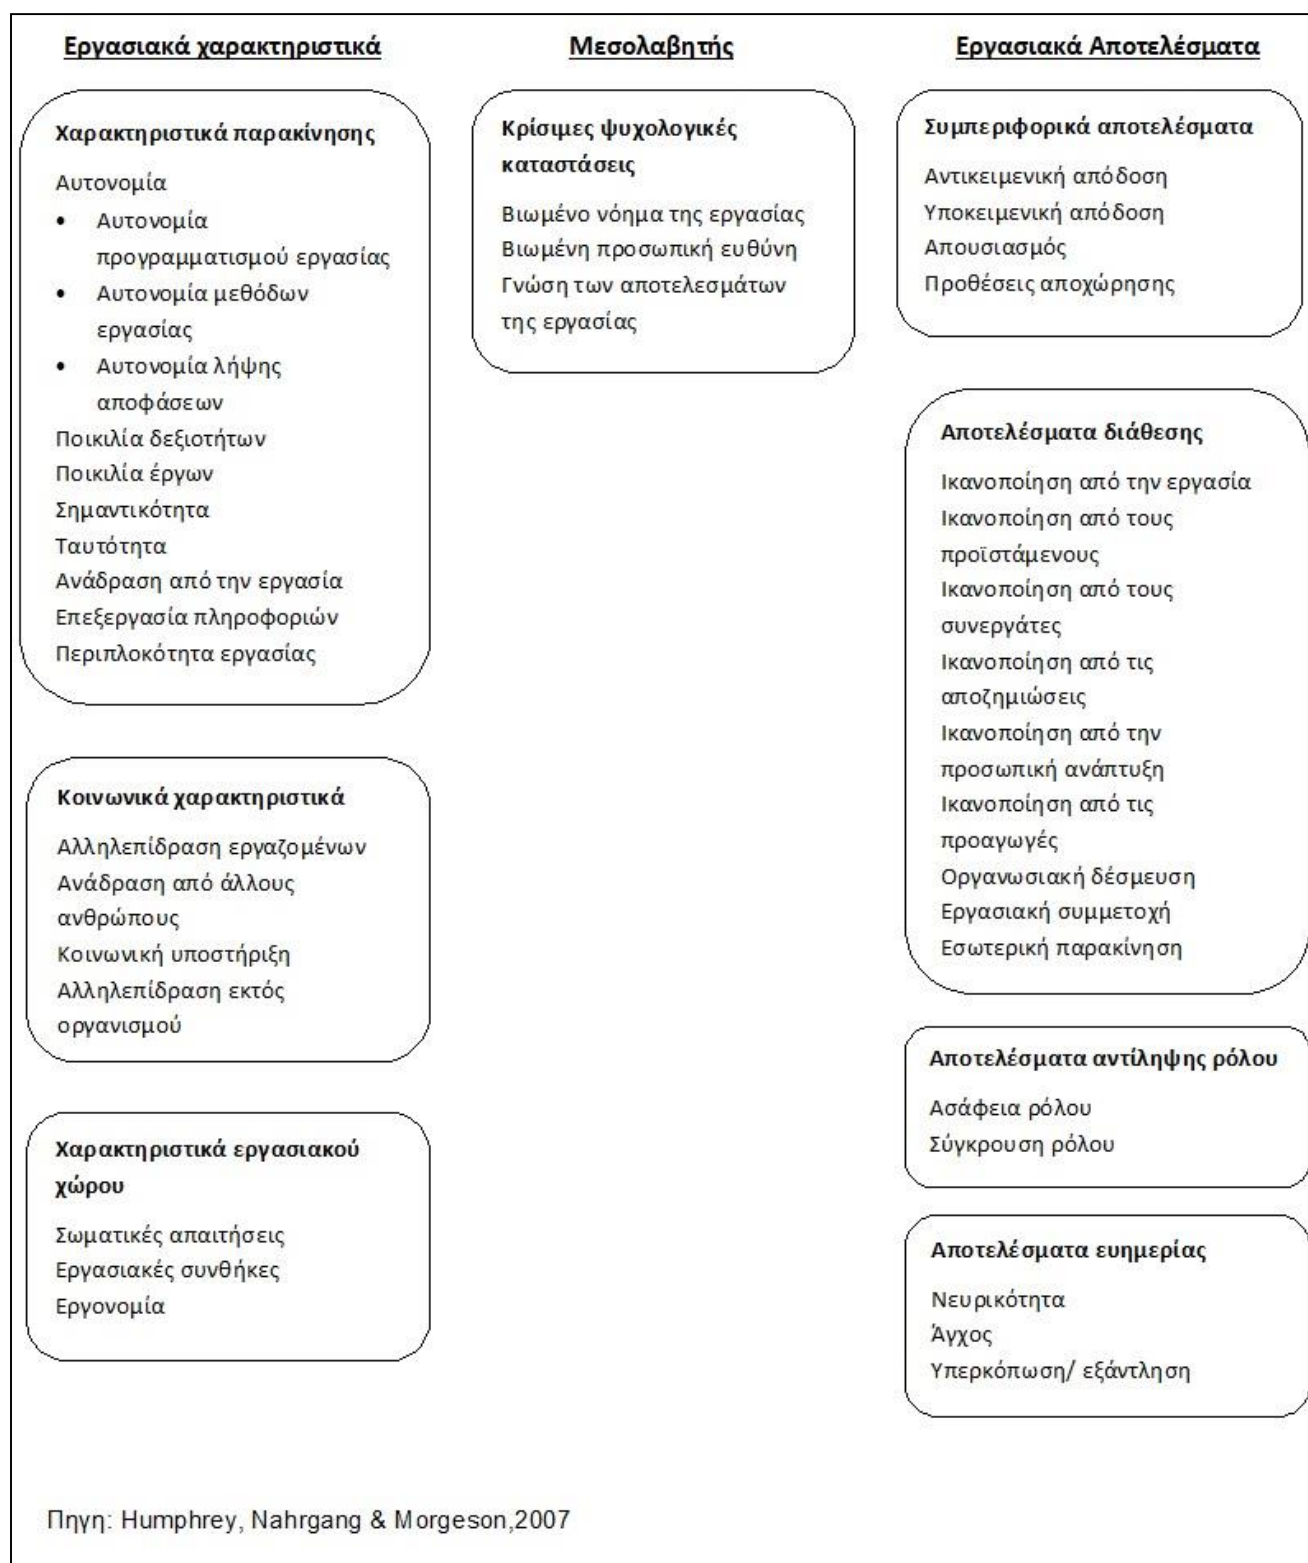 Εργασιακά χαρακτηριστικά
Χαρακτηριστικά παρακίνησης
Αυτονομία
• Αυτονομία
προγραμματισμού εργασίας
• Αυτονομία μεθόδων
εργασίας
• Αυτονομία λήψης
αποφάσεων
Ποικιλία δεξιοτήτων
Ποικιλία έργων
Σημαντικότητα
Ταυτότητα
Ανάδραση από την εργασία
Επεξεργασία πληροφοριών
Περιπλοκότητα εργασίας
Κοινωνικά χαρακτηριστικά
Αλληλεπίδραση εργαζομένων
Ανάδραση από άλλους
ανθρώπους
Κοινωνική υποστήριξη
Αλληλεπίδραση εκτός
οργανισμού
Χαρακτηριστικά εργασιακού
χώρου
Σωματικές απαιτήσεις
Εργασιακές συνθήκες
Εργονομία
Μεσολαβητής
Κρίσιμες ψυχολογικές
καταστάσεις
Βιωμένο νόημα της εργασίας
Βιωμένη προσωπική ευθύνη
Γνώση των αποτελεσμάτων
της εργασίας
Εργασιακά Αποτελέσματα
Συμπεριφορικά αποτελέσματα
Αντικειμενική απόδοση
Υποκειμενική απόδοση
Απουσιασμός
Προθέσεις αποχώρησης
Αποτελέσματα διάθεσης
Ικανοποίηση από την εργασία
Ικανοποίηση από τους
προϊστάμενους
Ικανοποίηση από τους
συνεργάτες
Ικανοποίηση από τις
αποζημιώσεις
Ικανοποίηση από την
προσωπική ανάπτυξη
Ικανοποίηση από τις
προαγωγές
Οργανωσιακή δέσμευση
Εργασιακή συμμετοχή
Εσωτερική παρακίνηση
Αποτελέσματα αντίληψης ρόλου
Ασάφεια ρόλου
Σύγκρουση ρόλου
Αποτελέσματα ευημερίας
Νευρικότητα
Άγχος
Υπερκόπωση/ εξάντληση
Πηγη: Humphrey, Nahrgang & Morgeson,2007